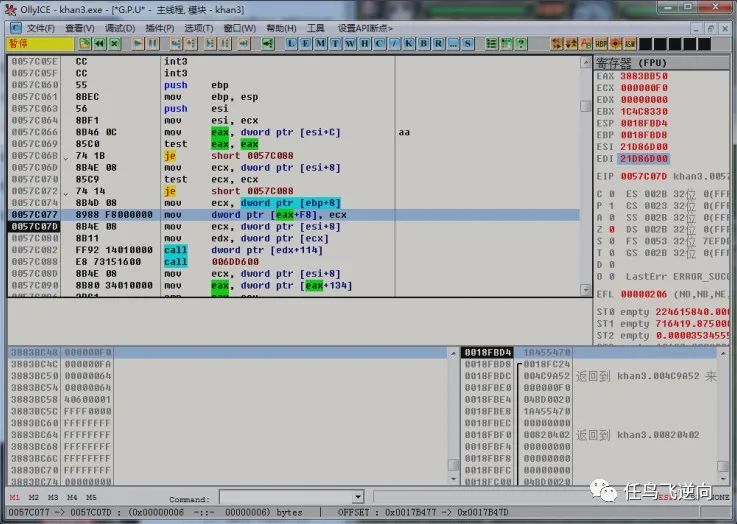 OllyICE - khan3.exe - [*G.P.U* - 主线程, 模块 - khan3]
C 文件(F) 查看(V) 调试(D) 插件(P) 选项(T) 窗口(W) 帮助(H) 工具 设置API断点>
暂停 L E M T W H C / K B R ... S HBP ASM
0057C05E CC int3
0057C05F CC int3
0057C060 55 push ebp
0057C061 8BEC mov ebp, esp
0057C063 56 push esi
0057C064 8BF1 mov esi, ecx
0057C066 8B46 0C mov eax, dword ptr [esi+C] aa
0057C069 85C0 test eax, eax
0057C06B 74 1B je short 0057C088
0057C06D 8B4E 08 mov ecx, dword ptr [esi+8]
0057C070 85C9 test ecx, ecx
0057C072 74 14 je short 0057C088
0057C074 8B4D 08 mov ecx, dword ptr [ebp+8]
0057C077 8988 F8000000 mov dword ptr [eax+F8], ecx
0057C07D 8B4E 08 mov ecx, dword ptr [esi+8]
0057C080 8B11 mov edx, dword ptr [ecx]
0057C082 FF92 14010000 call dword ptr [edx+114]
0057C088 E8 73151600 call 006DD600
0057C08D 8B4E 08 mov ecx, dword ptr [esi+8]
0057C090 8B80 34010000 mov eax, dword ptr [eax+134]
寄存器 (FPU)
EAX 3883BB50
ECX 000000F0
EDX 00000000
EBX 1C4C8330
ESP 0018FBD4
EBP 0018FBD8
ESI 21D86D00
EDI 21D86D00
EIP 0057C07D khan3.0057
C 0 ES 002B 32位 0(FFF
P 1 CS 0023 32位 0(FFF
A 0 SS 002B 32位 0(FFF
Z 0 DS 002B 32位 0(FFF
S 0 FS 0053 32位 7EFDD
T 0 GS 002B 32位 0(FFF
D 0
O 0 LastErr ERROR_SUCC
EFL 00000206 (NO,NB,NE,
ST0 empty 224615840.000
ST1 empty 716419.875000
ST2 empty 0.0003534555
3883BC48 000000F0
3883BC4C 000000FA
3883BC50 00000064
3883BC54 00000064
3883BC58 40600001
3883BC5C FFFF0000
3883BC60 FFFFFFFF
3883BC64 FFFFFFFF
3883BC68 FFFFFFFF
3883BC6C FFFFFFFF
3883BC70 FFFFFFFF
3883BC74 FFFFFFFF
0018FBD4 1A455470
0018FBD8 0018FC24
0018FBDC 004C9A52 返回到 khan3.004C9A52 来
0018FBE0 000000F0
0018FBE4 04BD0020
0018FBE8 1A455470
0018FBEC 00000000
0018FBF0 00820402 返回到 khan3.00820402
0018FBF4 00000000
0018FBF8 00000000
0018FBFC 00000000
M1 M2 M3 M4 M5 Command:
0057C077 -> 0057C07D : (0x00000006 -::- 00000006) bytes OFFSET : 0x0017B477 -> 0x0017B47D
任鸟飞逆向